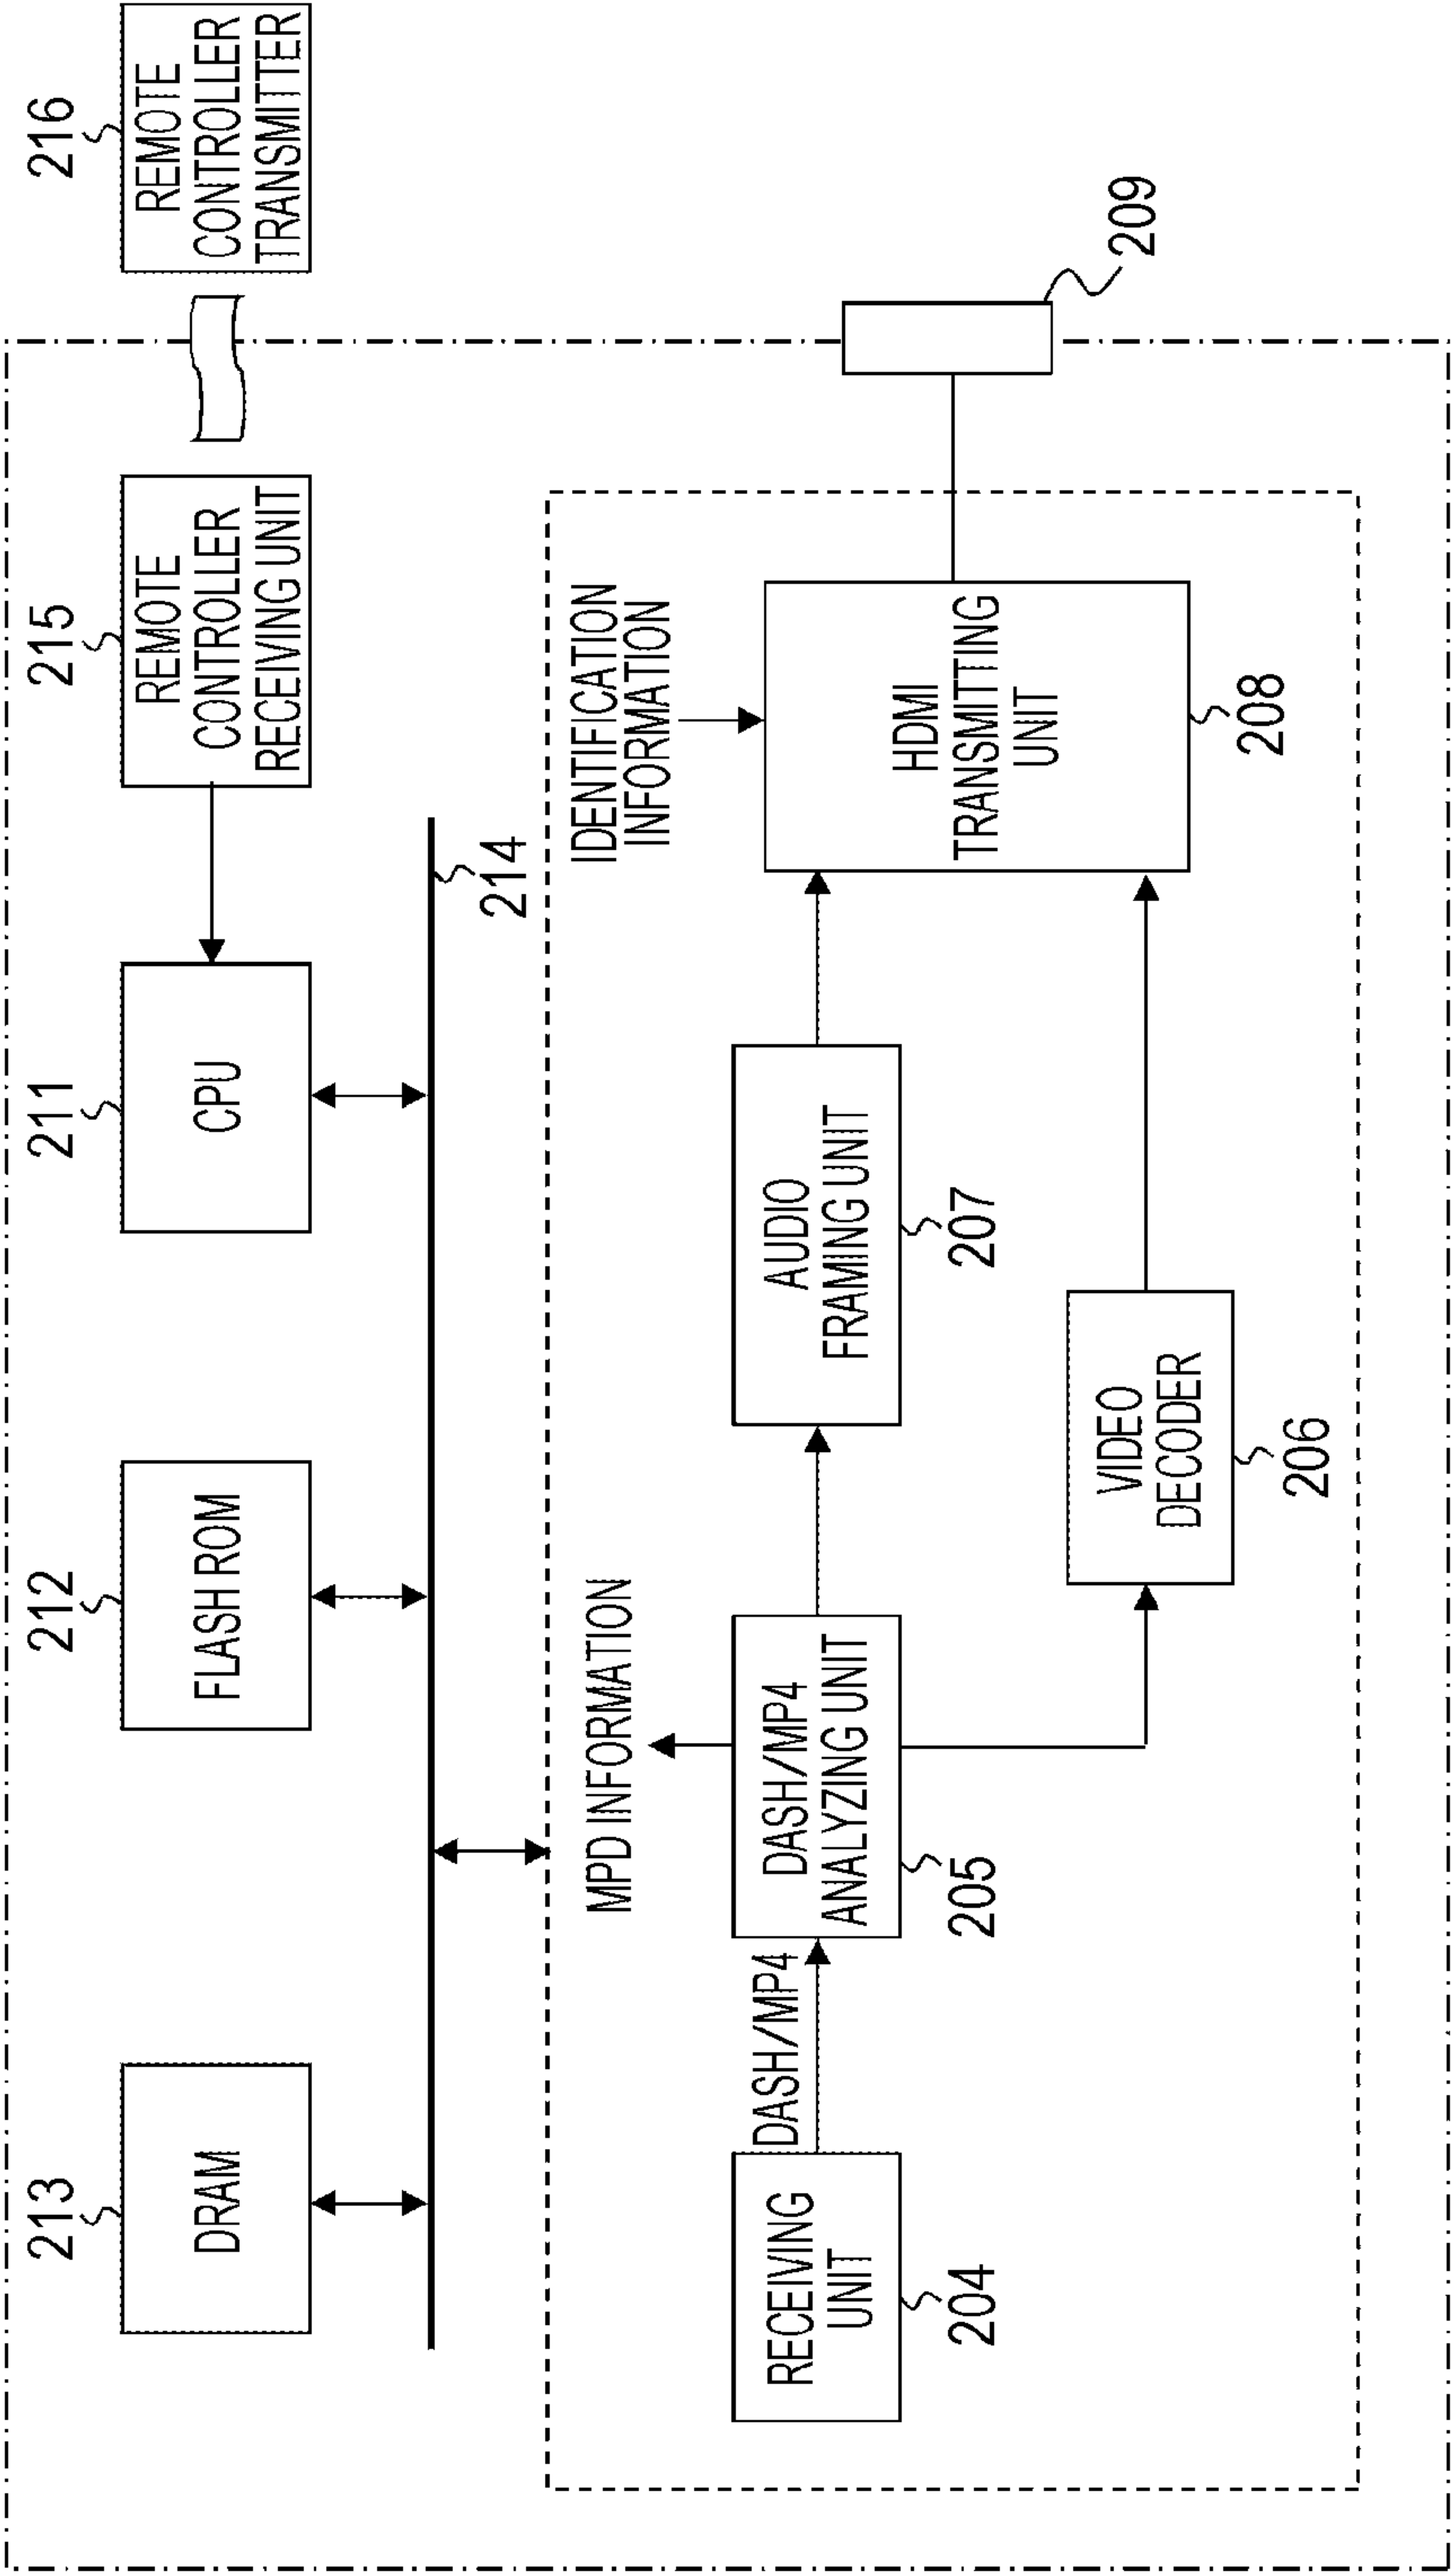 213
212
211
215
216
DRAM
FLASH ROM
CPU
REMOTE
CONTROLLER
RECEIVING UNIT
REMOTE
CONTROLLER
TRANSMITTER
214
MPD INFORMATION
IDENTIFICATION
INFORMATION
RECEIVING
UNIT
204
DASH/MP4
DASH/MP4
ANALYZING UNIT
205
AUDIO
FRAMING UNIT
207
VIDEO
DECODER
206
HDMI
TRANSMITTING
UNIT
208
209